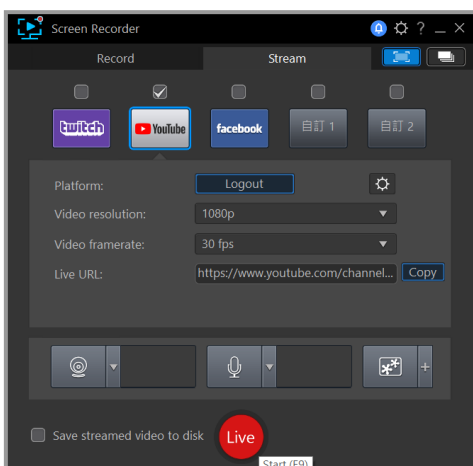 Screen Recorder
?
Record Stream
twitch YouTube facebook 自訂 1 自訂 2
Platform: Logout
Video resolution: 1080p
Video framerate: 30 fps
Live URL: https://www.youtube.com/channel... Copy
Save streamed video to disk Live
Start (F9)